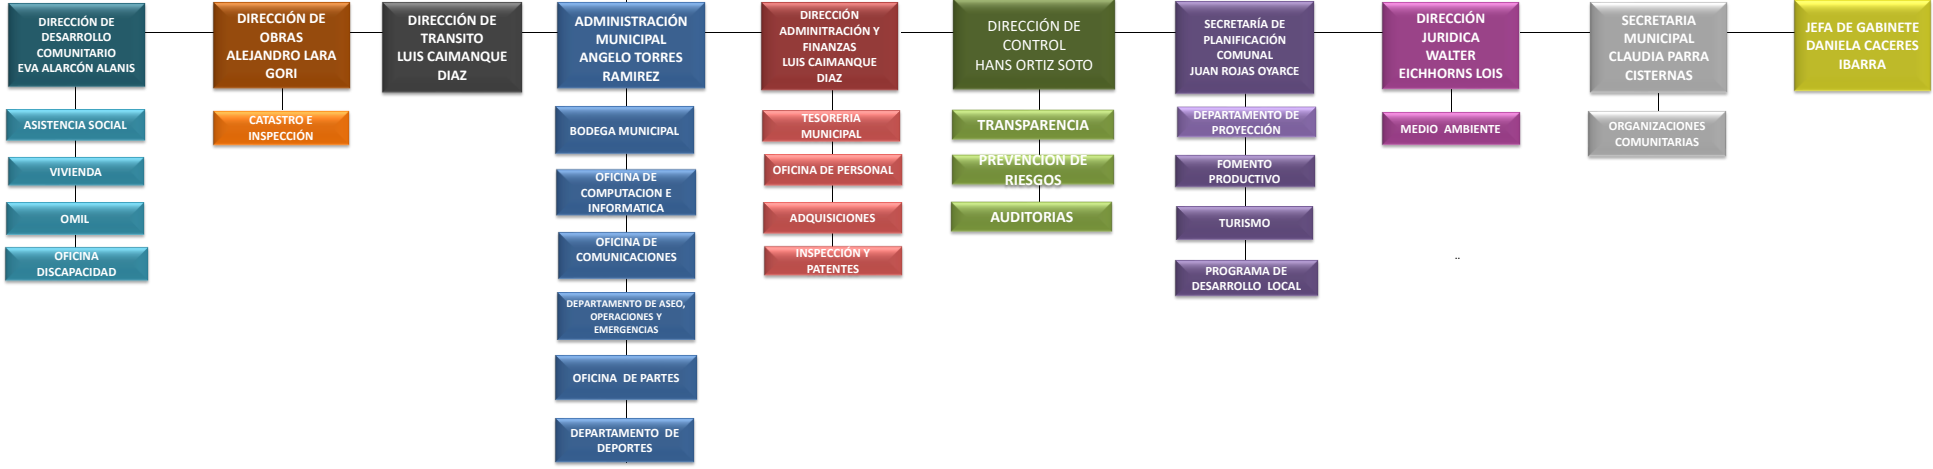 DIRECCIÓN DE
DESARROLLO
COMUNITARIO
EVA ALARCÓN ALANIS
ASISTENCIA SOCIAL
VIVIENDA
OMIL
OFICINA
DISCAPACIDAD
DIRECCIÓN DE
OBRAS
ALEJANDRO LARA
GORI
CATASTRO E
INSPECCIÓN
DIRECCIÓN DE
TRANSITO
LUIS CAIMANQUE
DIAZ
ADMINISTRACIÓN
MUNICIPAL
ANGELO TORRES
RAMIREZ
BODEGA MUNICIPAL
OFICINA DE
COMPUTACION E
INFORMATICA
OFICINA DE
COMUNICACIONES
DEPARTAMENTO DE ASEO,
OPERACIONES Y
EMERGENCIAS
OFICINA DE PARTES
DEPARTAMENTO DE
DEPORTES
DIRECCIÓN
ADMINITRACIÓN Y
FINANZAS
LUIS CAIMANQUE
DIAZ
TESORERIA
MUNICIPAL
OFICINA DE PERSONAL
ADQUISICIONES
INSPECCIÓN Y
PATENTES
DIRECCIÓN DE
CONTROL
HANS ORTIZ SOTO
TRANSPARENCIA
PREVENCION DE
RIESGOS
AUDITORIAS
SECRETARÍA DE
PLANIFICACIÓN
COMUNAL
JUAN ROJAS OYARCE
DEPARTAMENTO DE
PROYECCIÓN
FOMENTO
PRODUCTIVO
TURISMO
PROGRAMA DE
DESARROLLO LOCAL
DIRECCIÓN
JURIDICA
WALTER
EICHHORNS LOIS
MEDIO AMBIENTE
..
SECRETARIA
MUNICIPAL
CLAUDIA PARRA
CISTERNAS
ORGANIZACIONES
COMUNITARIAS
JEFA DE GABINETE
DANIELA CACERES
IBARRA